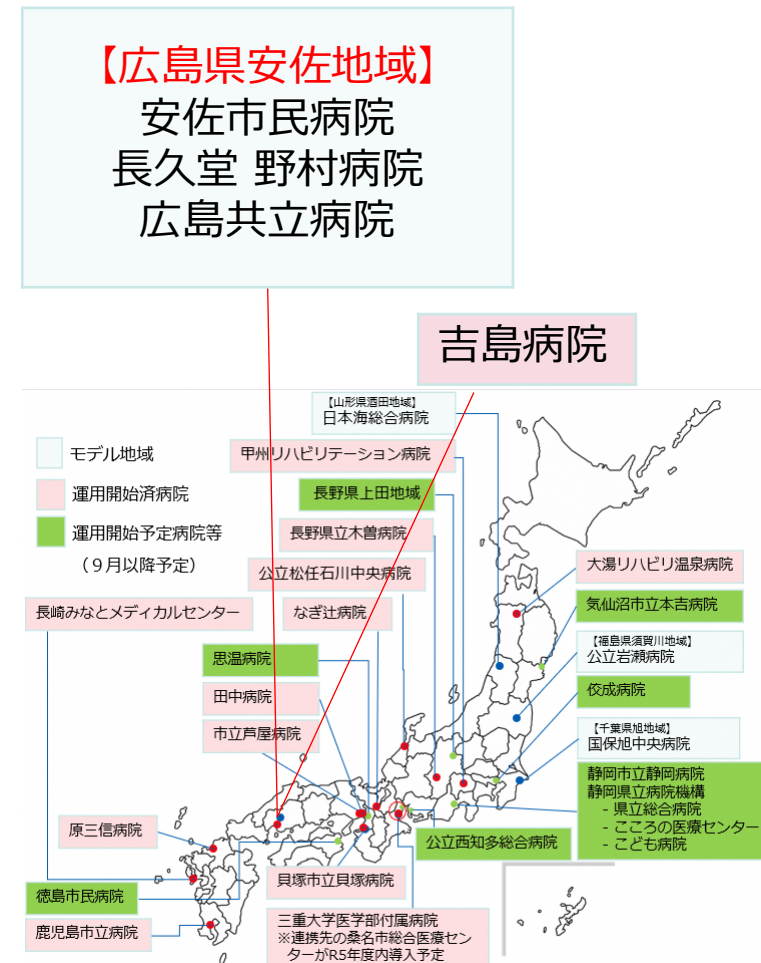 【広島県安佐地域】
安佐市民病院
長久堂 野村病院
広島共立病院
吉島病院
【山形県酒田地域】
日本海総合病院
モデル地域
運用開始済病院
運用開始予定病院等
（９月以降予定）
甲州リハビリテーション病院
長野県上田地域
長野県立木曽病院
公立松任石川中央病院
なぎ辻病院
長崎みなとメディカルセンター
思温病院
田中病院
市立芦屋病院
大湯リハビリ温泉病院
気仙沼市立本吉病院
【福島県須賀川地域】
公立岩瀬病院
佼成病院
【千葉県旭地域】
国保旭中央病院
静岡市立静岡病院
静岡県立病院機構
- 県立総合病院
- こころの医療センター
- こども病院
原三信病院
公立西知多総合病院
徳島市民病院
貝塚市立貝塚病院
鹿児島市立病院
三重大学医学部付属病院
※連携先の桑名市総合医療セン
ターがR5年度内導入予定